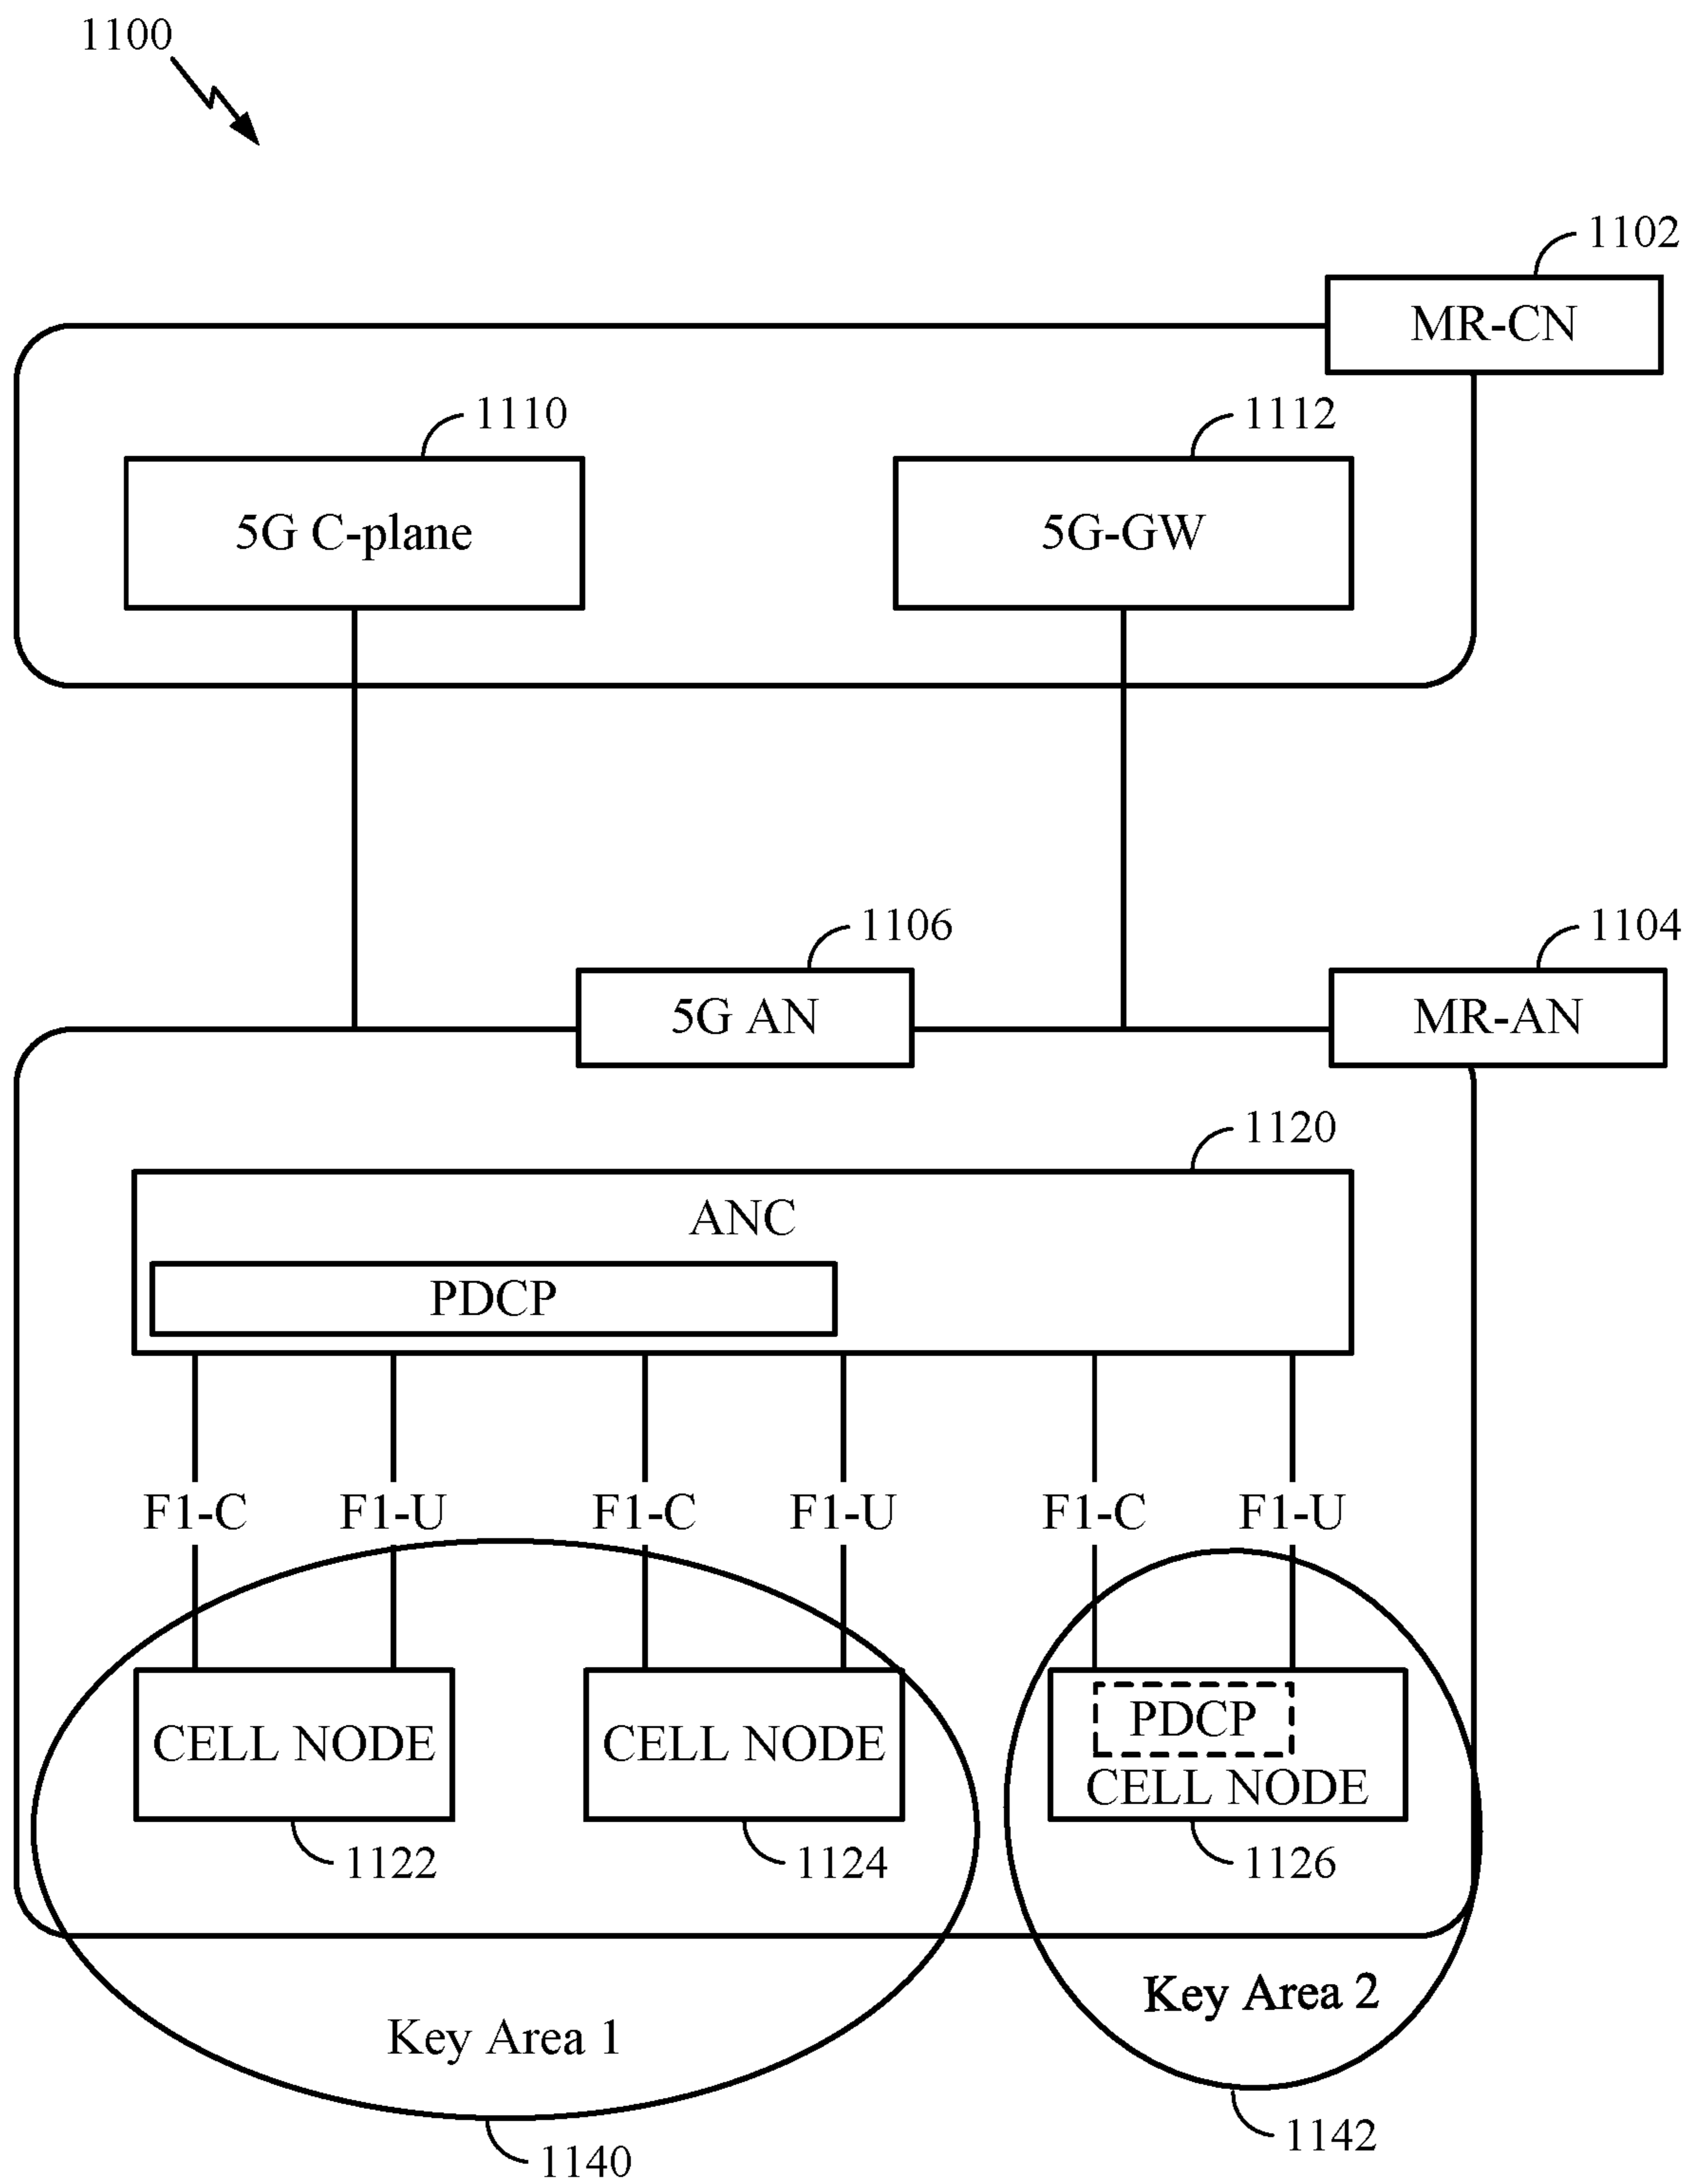 1100
1102
MR-CN
1110
1112
5G C-plane
5G-GW
1106
1104
5G AN
MR-AN
1120
ANC
PDCP
F1-C
F1-U
F1-C
F1-U
F1-C
F1-U
PDCP
CELL NODE
CELL NODE
CELL NODE
1122
1124
1126
Key Area 2
Key Area 1
1142
1140